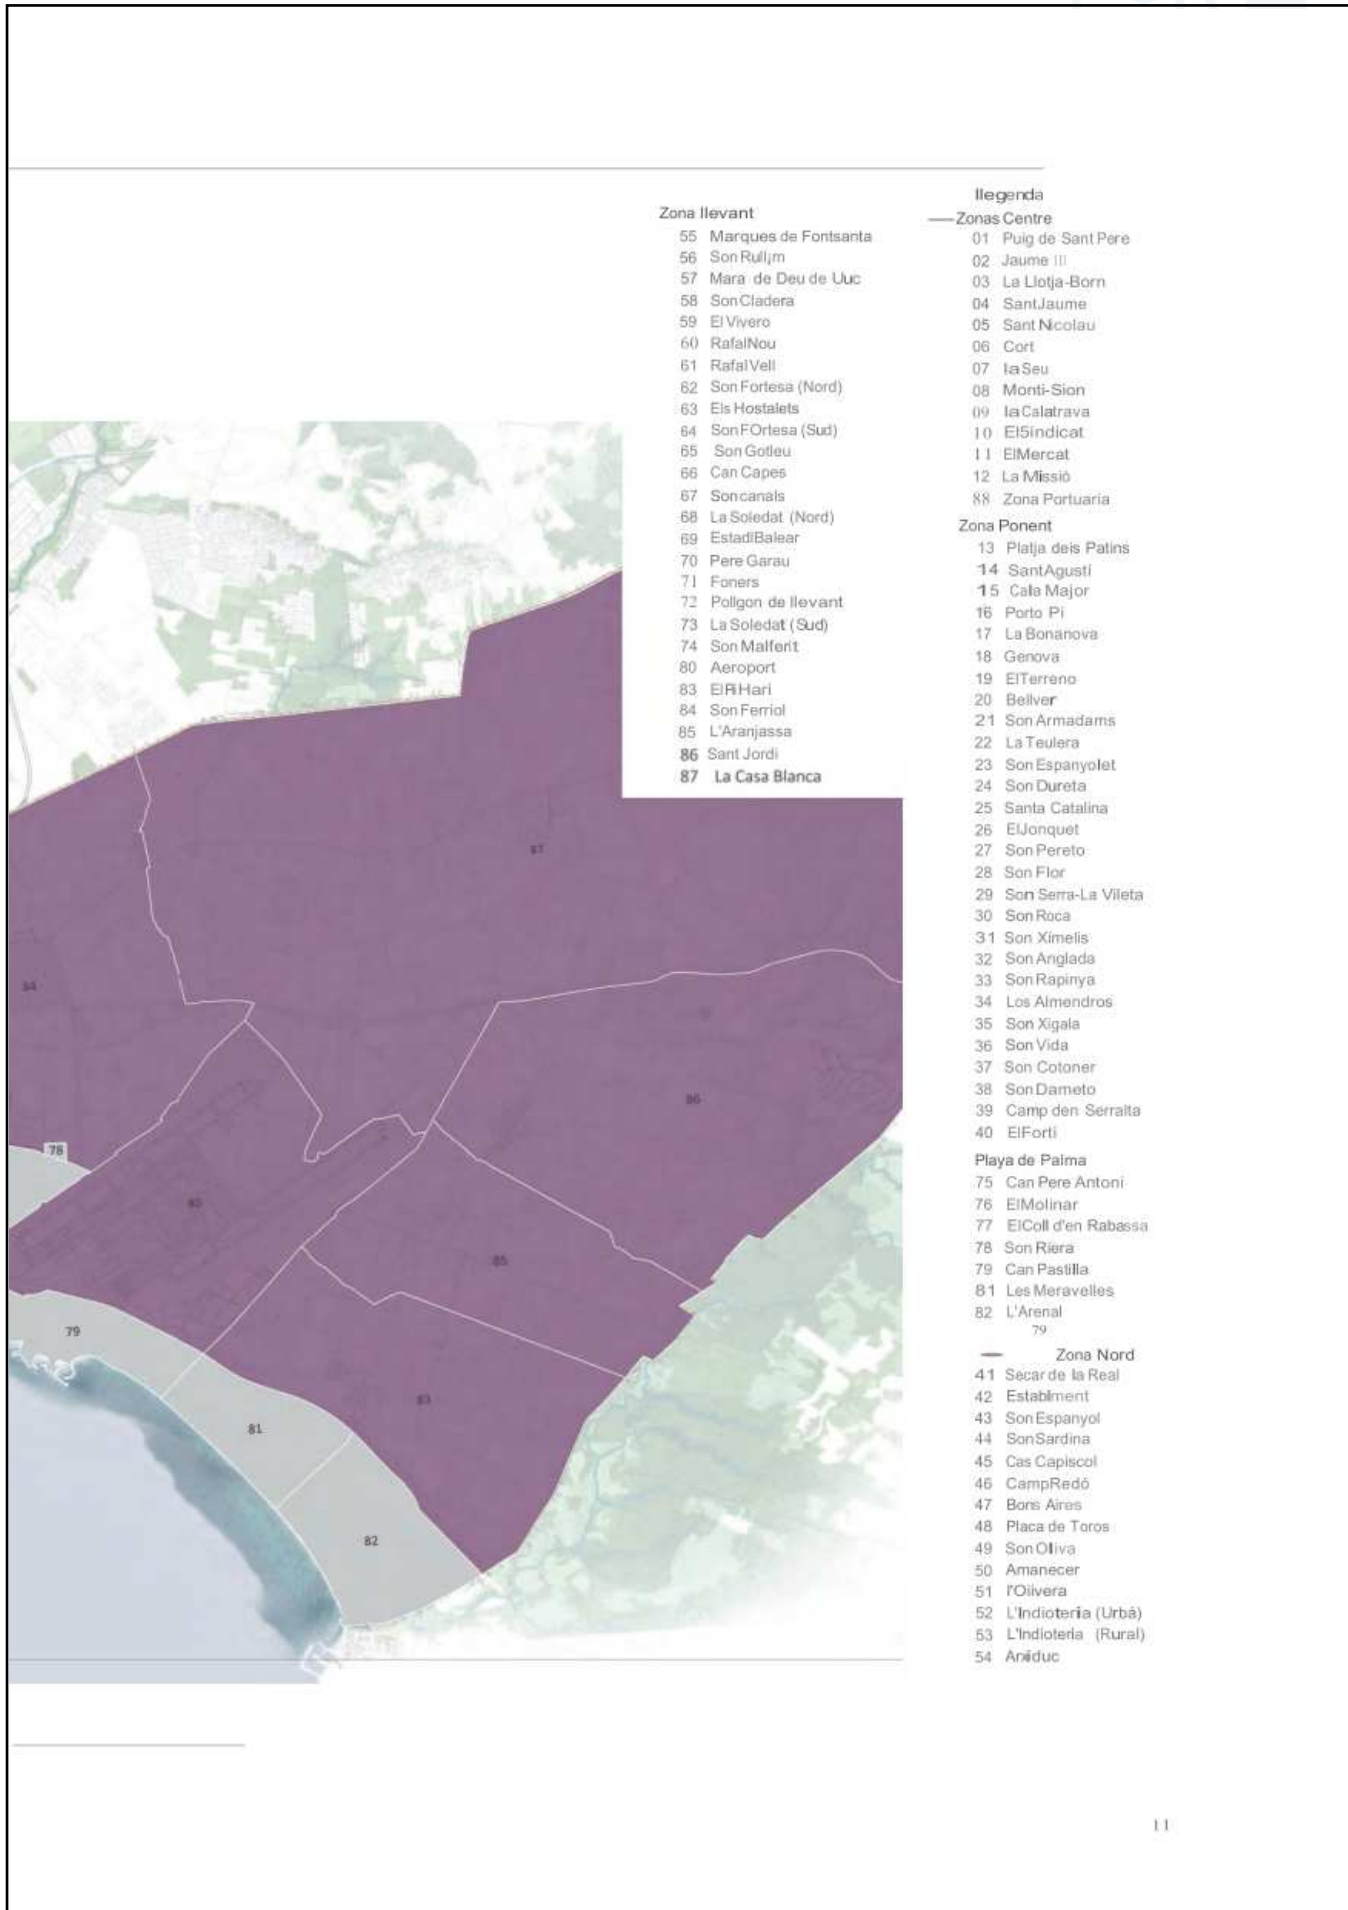 Zona llevant
55 Marques de Fontsanta
56 Son Rull¡m
57 Mara de Deu de Uuc
58 Son Cladera
59 El Vivero
60 RafalNou
61 Rafal Vell
62 Son Fortesa (Nord)
63 Els Hostalets
64 Son FOrtesa (Sud)
65 Son Gotleu
66 Can Capes
67 Soncanals
68 La Soledat (Nord)
69 EstadlBalear
70 Pere Garau
71 Foners
72 Pollgon de llevant
73 La Soledat (Sud)
74 Son Malferit
80 Aeroport
83 ElRiHari
84 Son Ferriol
85 L'Aranjassa
86 Sant Jordi
87 La Casa Blanca
llegenda
Zonas Centre
01 Puig de Sant Pere
02 Jaume III
03 La Llotja-Born
04 SantJaume
05 Sant Nicolau
06 Cort
07 la Seu
08 Monti-Sion
09 la Calatrava
10 El5indicat
11 ElMercat
12 La Missió
88 Zona Portuaria
Zona Ponent
13 Platja deis Patins
14 SantAgustí
15 Cala Major
16 Porto Pi
17 La Bonanova
18 Genova
19 ElTerreno
20 Bellver
21 Son Armadams
22 La Teulera
23 Son Espanyolet
24 Son Dureta
25 Santa Catalina
26 ElJonquet
27 Son Pereto
28 Son Flor
29 Son Serra-La Vileta
30 Son Roca
31 Son Ximelis
32 Son Anglada
33 Son Rapinya
34 Los Almendros
35 Son Xigala
36 Son Vida
37 Son Cotoner
38 Son Dameto
39 Camp den Serralta
40 ElFortí
Playa de Palma
75 Can Pere Antoni
76 ElMolinar
77 ElColl d'en Rabassa
78 Son Riera
79 Can Pastilla
81 Les Meravelles
82 L'Arenal
79
Zona Nord
41 Secar de la Real
42 Establment
43 Son Espanyol
44 SonSardina
45 Cas Capiscol
46 CampRedó
47 Bons Aires
48 Placa de Toros
49 Son Oliva
50 Amanecer
51 l'Oiivera
52 L'Indioteria (Urbá)
53 L'Indioteria (Rural)
54 Arxiduc
87
84
86
78
80
85
79
83
81
82
11